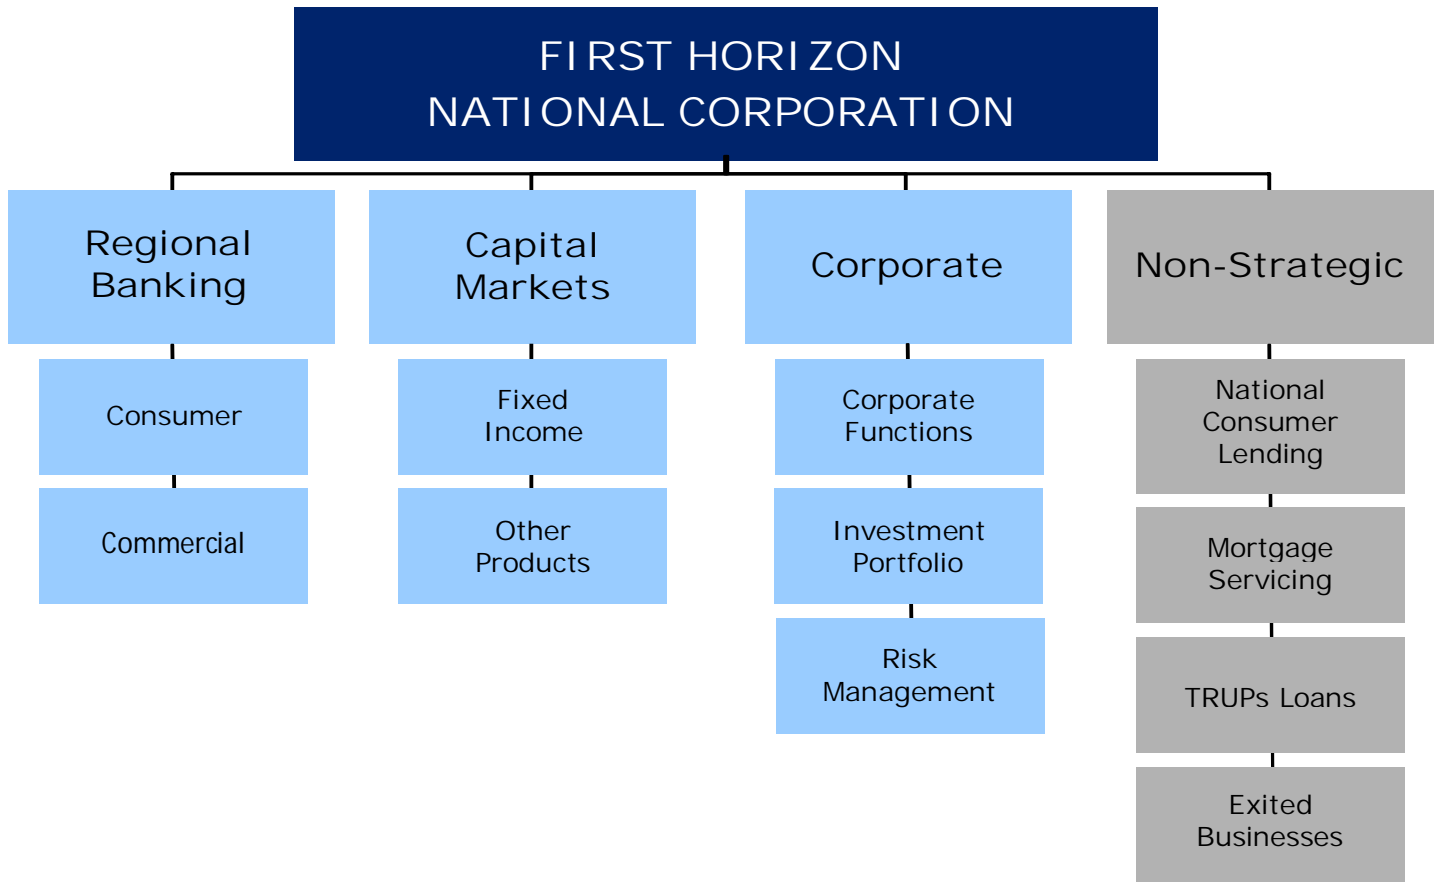 FIRST HORIZON
NATIONAL CORPORATION
Regional
Banking
Capital
Markets
Corporate
Non-Strategic
Consumer
Commercial
Fixed
Income
Other
Products
Corporate
Functions
Investment
Portfolio
Risk
Management
National
Consumer
Lending
Mortgage
Servicing
TRUPs Loans
Exited
Businesses